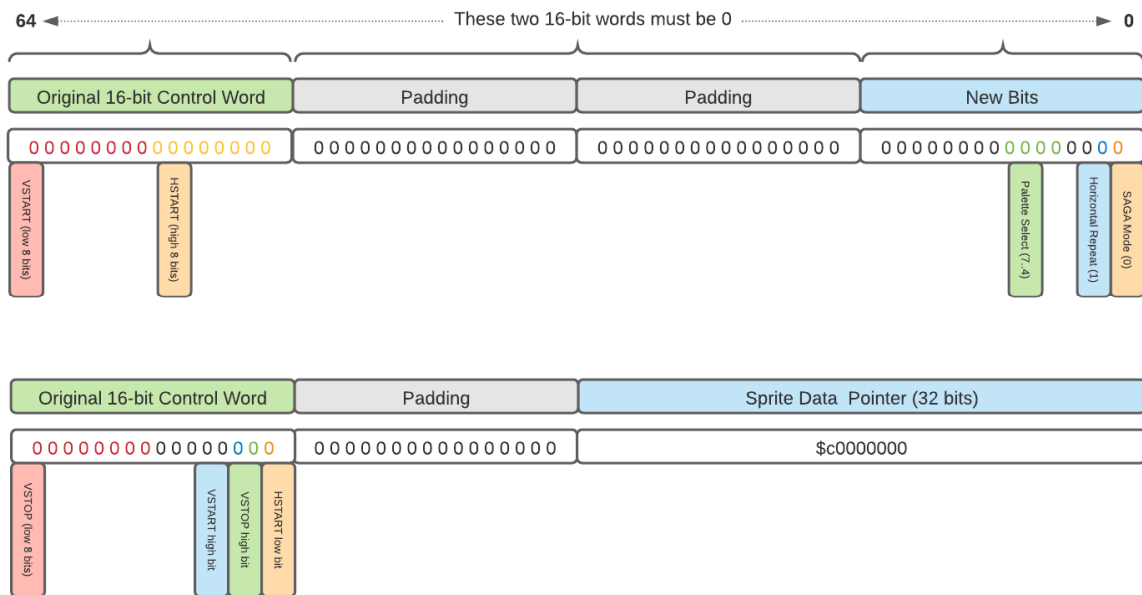 64 These two 16-bit words must be 0 0
Original 16-bit Control Word Padding Padding New Bits
0000000000000000 0000000000000000 0000000000000000 0000000000000000
VSTART (low 8 bits)
HSTART (high 8 bits)
Palette Select (7..4)
Horizontal Repeat (1)
SAGA Mode (0)
Original 16-bit Control Word Padding Sprite Data Pointer (32 bits)
0000000000000000 0000000000000000 $c0000000
VSTOP (low 8 bits)
VSTART high bit
VSTOP high bit
HSTART low bit